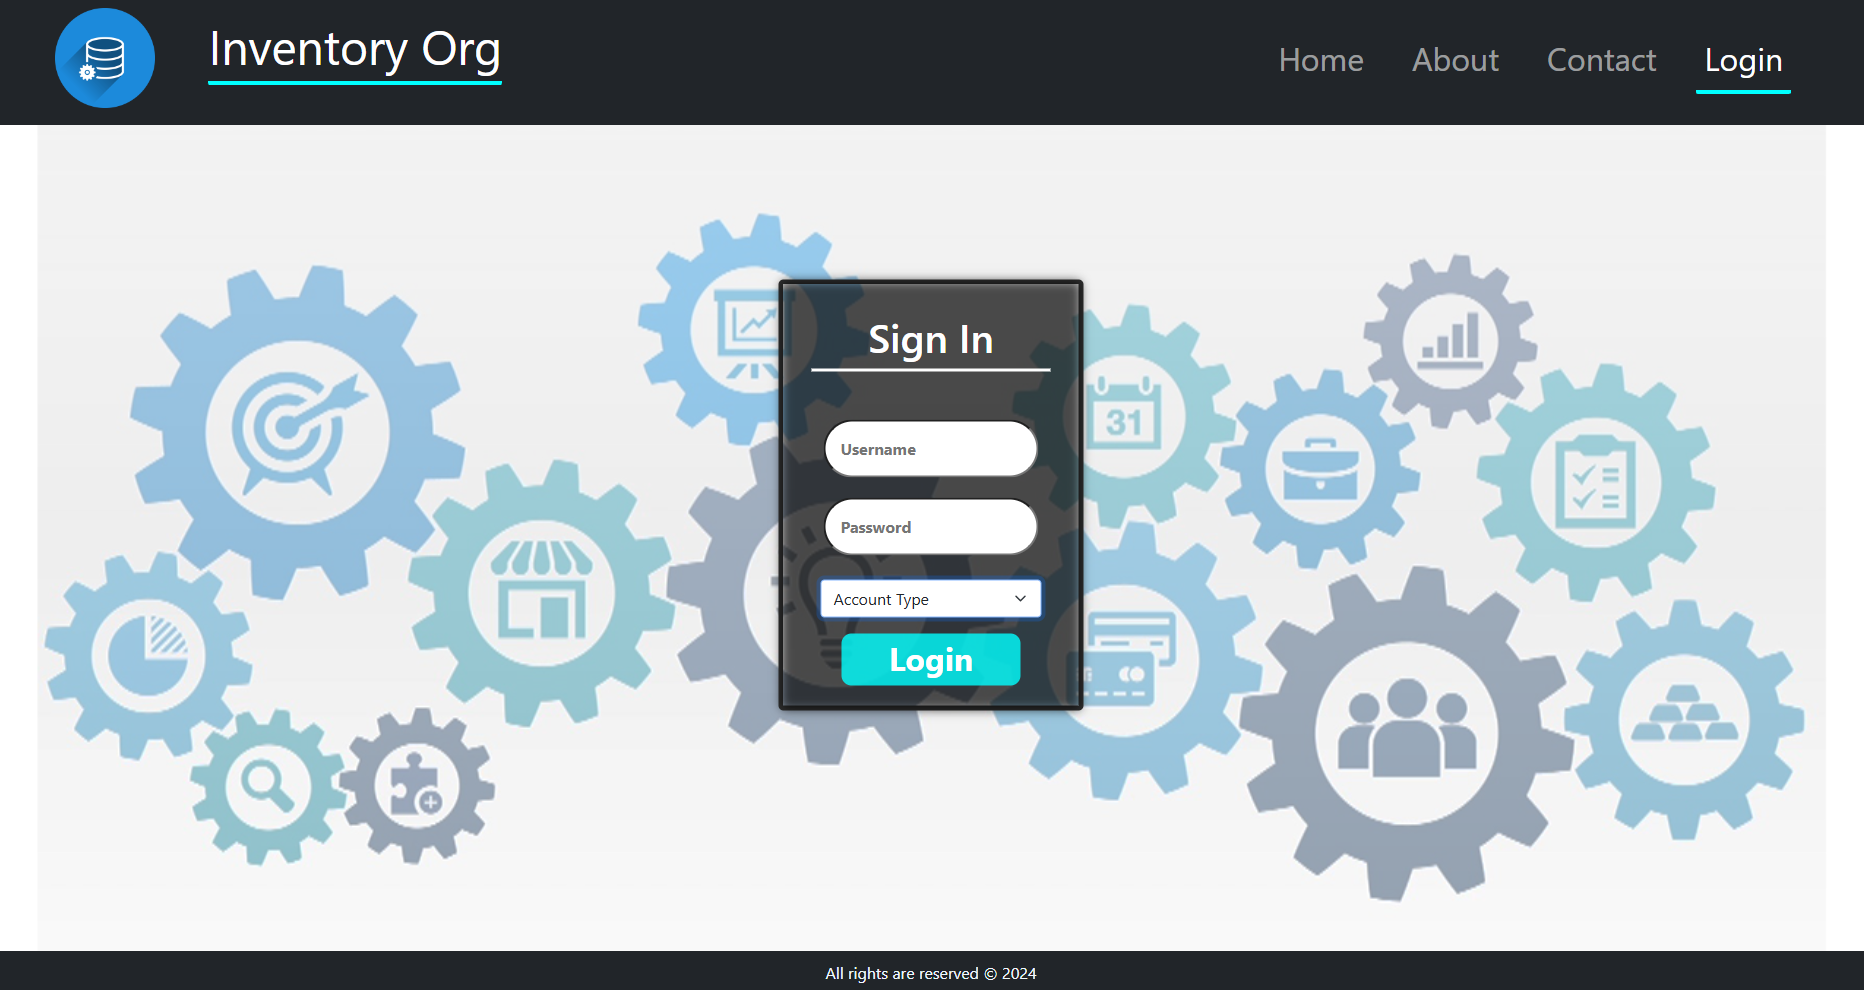 Inventory Org
Home About Contact Login
Sign In
31
Username
Password
Account Type
Login
All rights are reserved © 2024